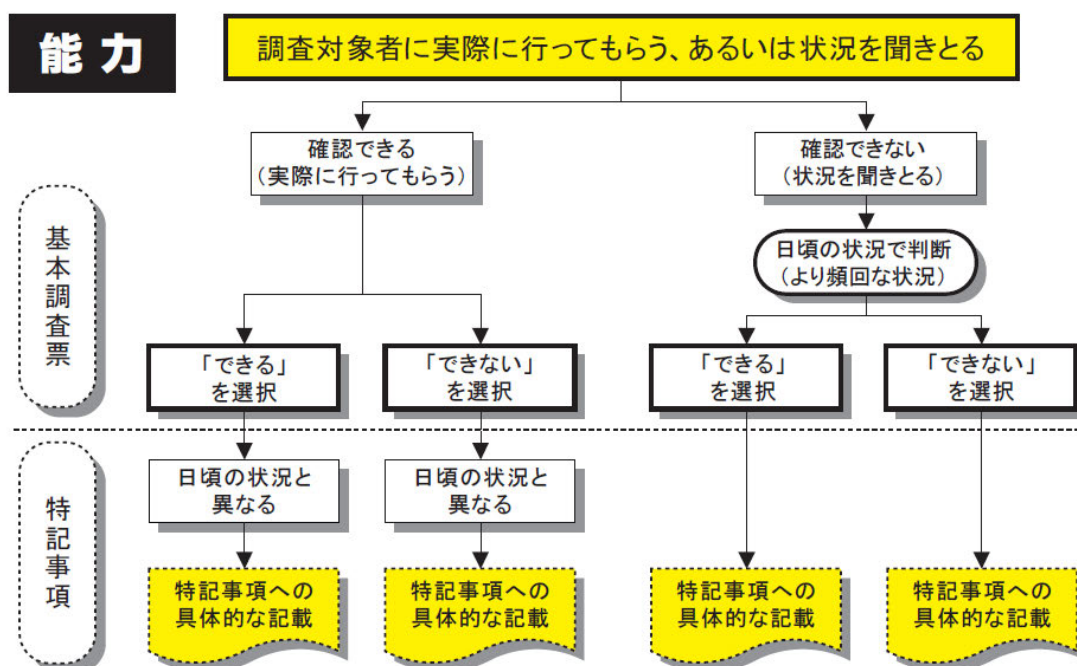 能力
調査対象者に実際に行ってもらう、あるいは状況を聞きとる
確認できる
（実際に行ってもらう）
確認できない
（状況を聞きとる）
基本調査票
日頃の状況で判断
（より頻回な状況）
「できる」
を選択
「できない」
を選択
「できる」
を選択
「できない」
を選択
特記事項
日頃の状況と
異なる
日頃の状況と
異なる
特記事項への
具体的な記載
特記事項への
具体的な記載
特記事項への
具体的な記載
特記事項への
具体的な記載